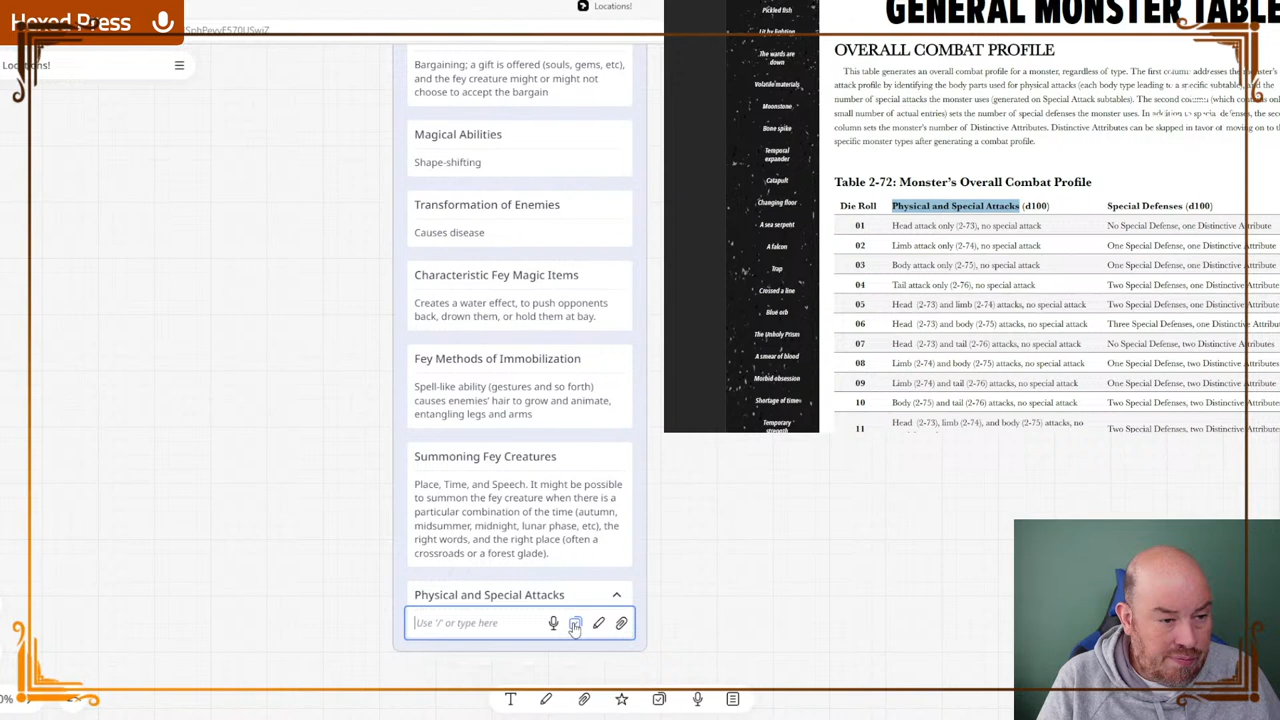 Hexed Press
Locations!
SphPevvF570USwiZ
Locations!
Bargaining; a gift is offered (souls, gems, etc),
and the fey creature might or might not
choose to accept the bargain
Magical Abilities
Shape-shifting
Transformation of Enemies
Causes disease
Characteristic Fey Magic Items
Creates a water effect, to push opponents
back, drown them, or hold them at bay.
Fey Methods of Immobilization
Spell-like ability (gestures and so forth)
causes enemies' hair to grow and animate,
entangling legs and arms
Summoning Fey Creatures
Place, Time, and Speech. It might be possible
to summon the fey creature when there is a
particular combination of the time (autumn,
midsummer, midnight, lunar phase, etc), the
right words, and the right place (often a
crossroads or a forest glade).
Physical and Special Attacks
Use '/' or type here
Pickled fish
Lit by lighting
The wards are
down
Volatile materials
Moonstone
Bone spike
Temporal
expander
Catapult
Changing floor
A sea serpent
A falcon
Trap
Crossed a line
Blue orb
The Unholy Prism
A smear of blood
Morbid obsession
Shortage of time
Temporary
strength
GENERAL MONSTER TABLE
OVERALL COMBAT PROFILE
This table generates an overall combat profile for a monster, regardless of type. The first column addresses the monster's
attack profile by identifying the body parts used for physical attacks (each body type leading to a specific subtable), and the
number of special attacks the monster uses (generated on Special Attack subtables). The second column (which contains only
small number of actual entries) sets the number of special defenses the monster uses. In addition to special defenses, the sec
column sets the monster's number of Distinctive Attributes. Distinctive Attributes can be skipped in favor of moving on to the
specific monster types after generating a combat profile.
Table 2-72: Monster's Overall Combat Profile
Die Roll Physical and Special Attacks (d100) Special Defenses (d100)
01 Head attack only (2-73), no special attack No Special Defense, one Distinctive Attribute
02 Limb attack only (2-74), no special attack One Special Defense, one Distinctive Attribute
03 Body attack only (2-75), no special attack One Special Defense, one Distinctive Attribute
04 Tail attack only (2-76), no special attack Two Special Defenses, one Distinctive Attribute
05 Head (2-73) and limb (2-74) attacks, no special attack Two Special Defenses, one Distinctive Attribute
06 Head (2-73) and body (2-75) attacks, no special attack Three Special Defenses, one Distinctive Attribute
07 Head (2-73) and tail (2-76) attacks, no special attack No Special Defense, two Distinctive Attributes
08 Limb (2-74) and body (2-75) attacks, no special attack One Special Defense, two Distinctive Attributes
09 Limb (2-74) and tail (2-76) attacks, no special attack One Special Defense, two Distinctive Attributes
10 Body (2-75) and tail (2-76) attacks, no special attack Two Special Defenses, two Distinctive Attributes
11 Head (2-73), limb (2-74), and body (2-75) attacks, no Two Special Defenses, two Distinctive Attributes
0%